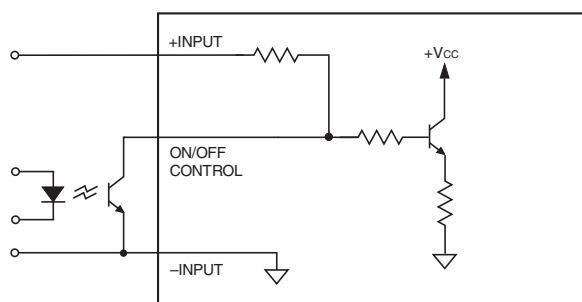 +INPUT
+Vcc
ON/OFF
CONTROL
–INPUT